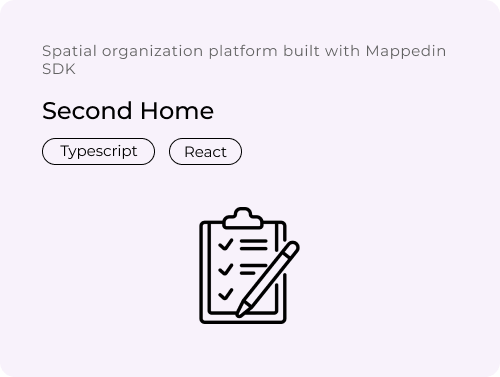 Spatial organization platform built with Mappedin
SDK
Second Home
Typescript
React